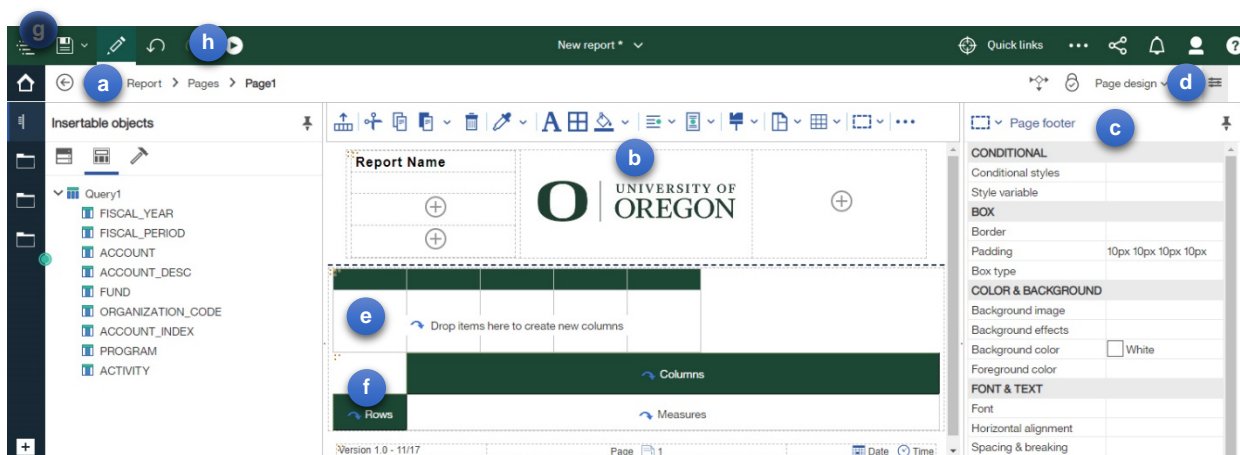 g
h
New report *
Quick links
?
a
Report > Pages > Page1
Page design
d
Insertable objects
A
Page footer
c
b
Query1
FISCAL_YEAR
FISCAL_PERIOD
ACCOUNT
ACCOUNT_DESC
FUND
ORGANIZATION_CODE
ACCOUNT_INDEX
PROGRAM
ACTIVITY
Report Name
O
UNIVERSITY OF
OREGON
e
Drop items here to create new columns
f
Columns
Rows
Measures
Version 1.0 - 11/17
Page 1
Date
Time
CONDITIONAL
Conditional styles
Style variable
BOX
Border
Padding 10px 10px 10px 10px
Box type
COLOR & BACKGROUND
Background image
Background effects
Background color White
Foreground color
FONT & TEXT
Font
Horizontal alignment
Spacing & breaking